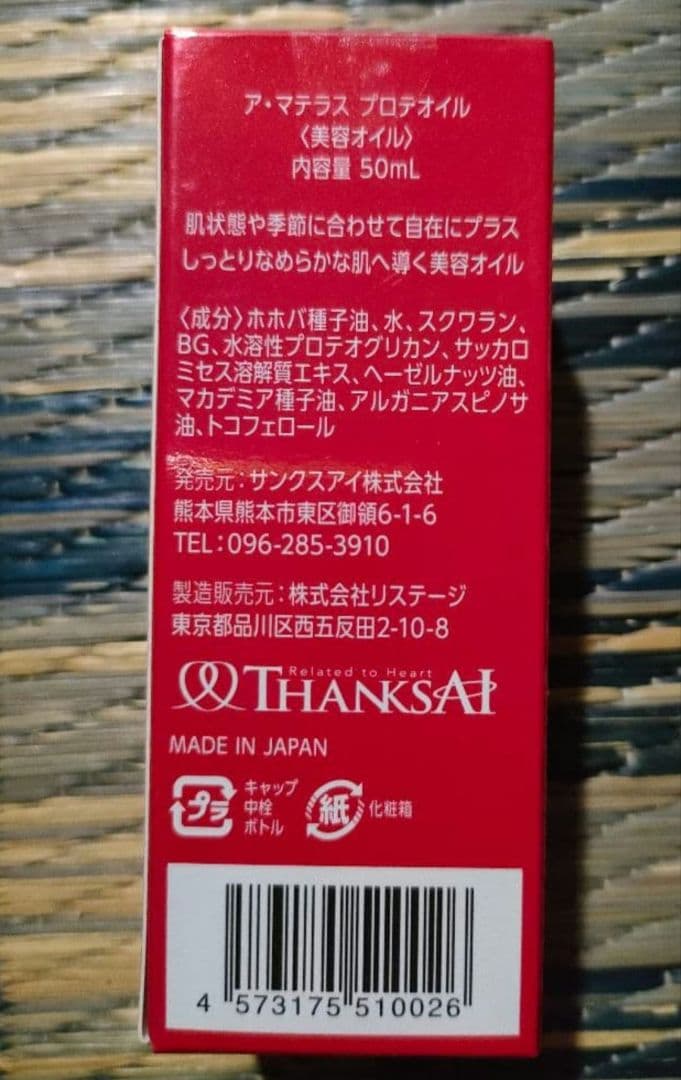 ア・マテラス プロテオイル
〈美容オイル〉
内容量 50mL
肌状態や季節に合わせて自在にプラス
しっとりなめらかな肌へ導く美容オイル
〈成分〉ホホバ種子油、水、スクワラン、
BG、水溶性プロテオグリカン、サッカロ
ミセス溶解質エキス、ヘーゼルナッツ油、
マカデミア種子油、アルガニアスピノサ
油、トコフェロール
発売元：サンクスアイ株式会社
熊本県熊本市東区御領6-1-6
TEL：096-285-3910
製造販売元：株式会社リステージ
東京都品川区西五反田2-10-8
Related to Heart
THANKSAI
MADE IN JAPAN
プラ
キャップ
中栓
ボトル
紙 化粧箱
4 573175 510026